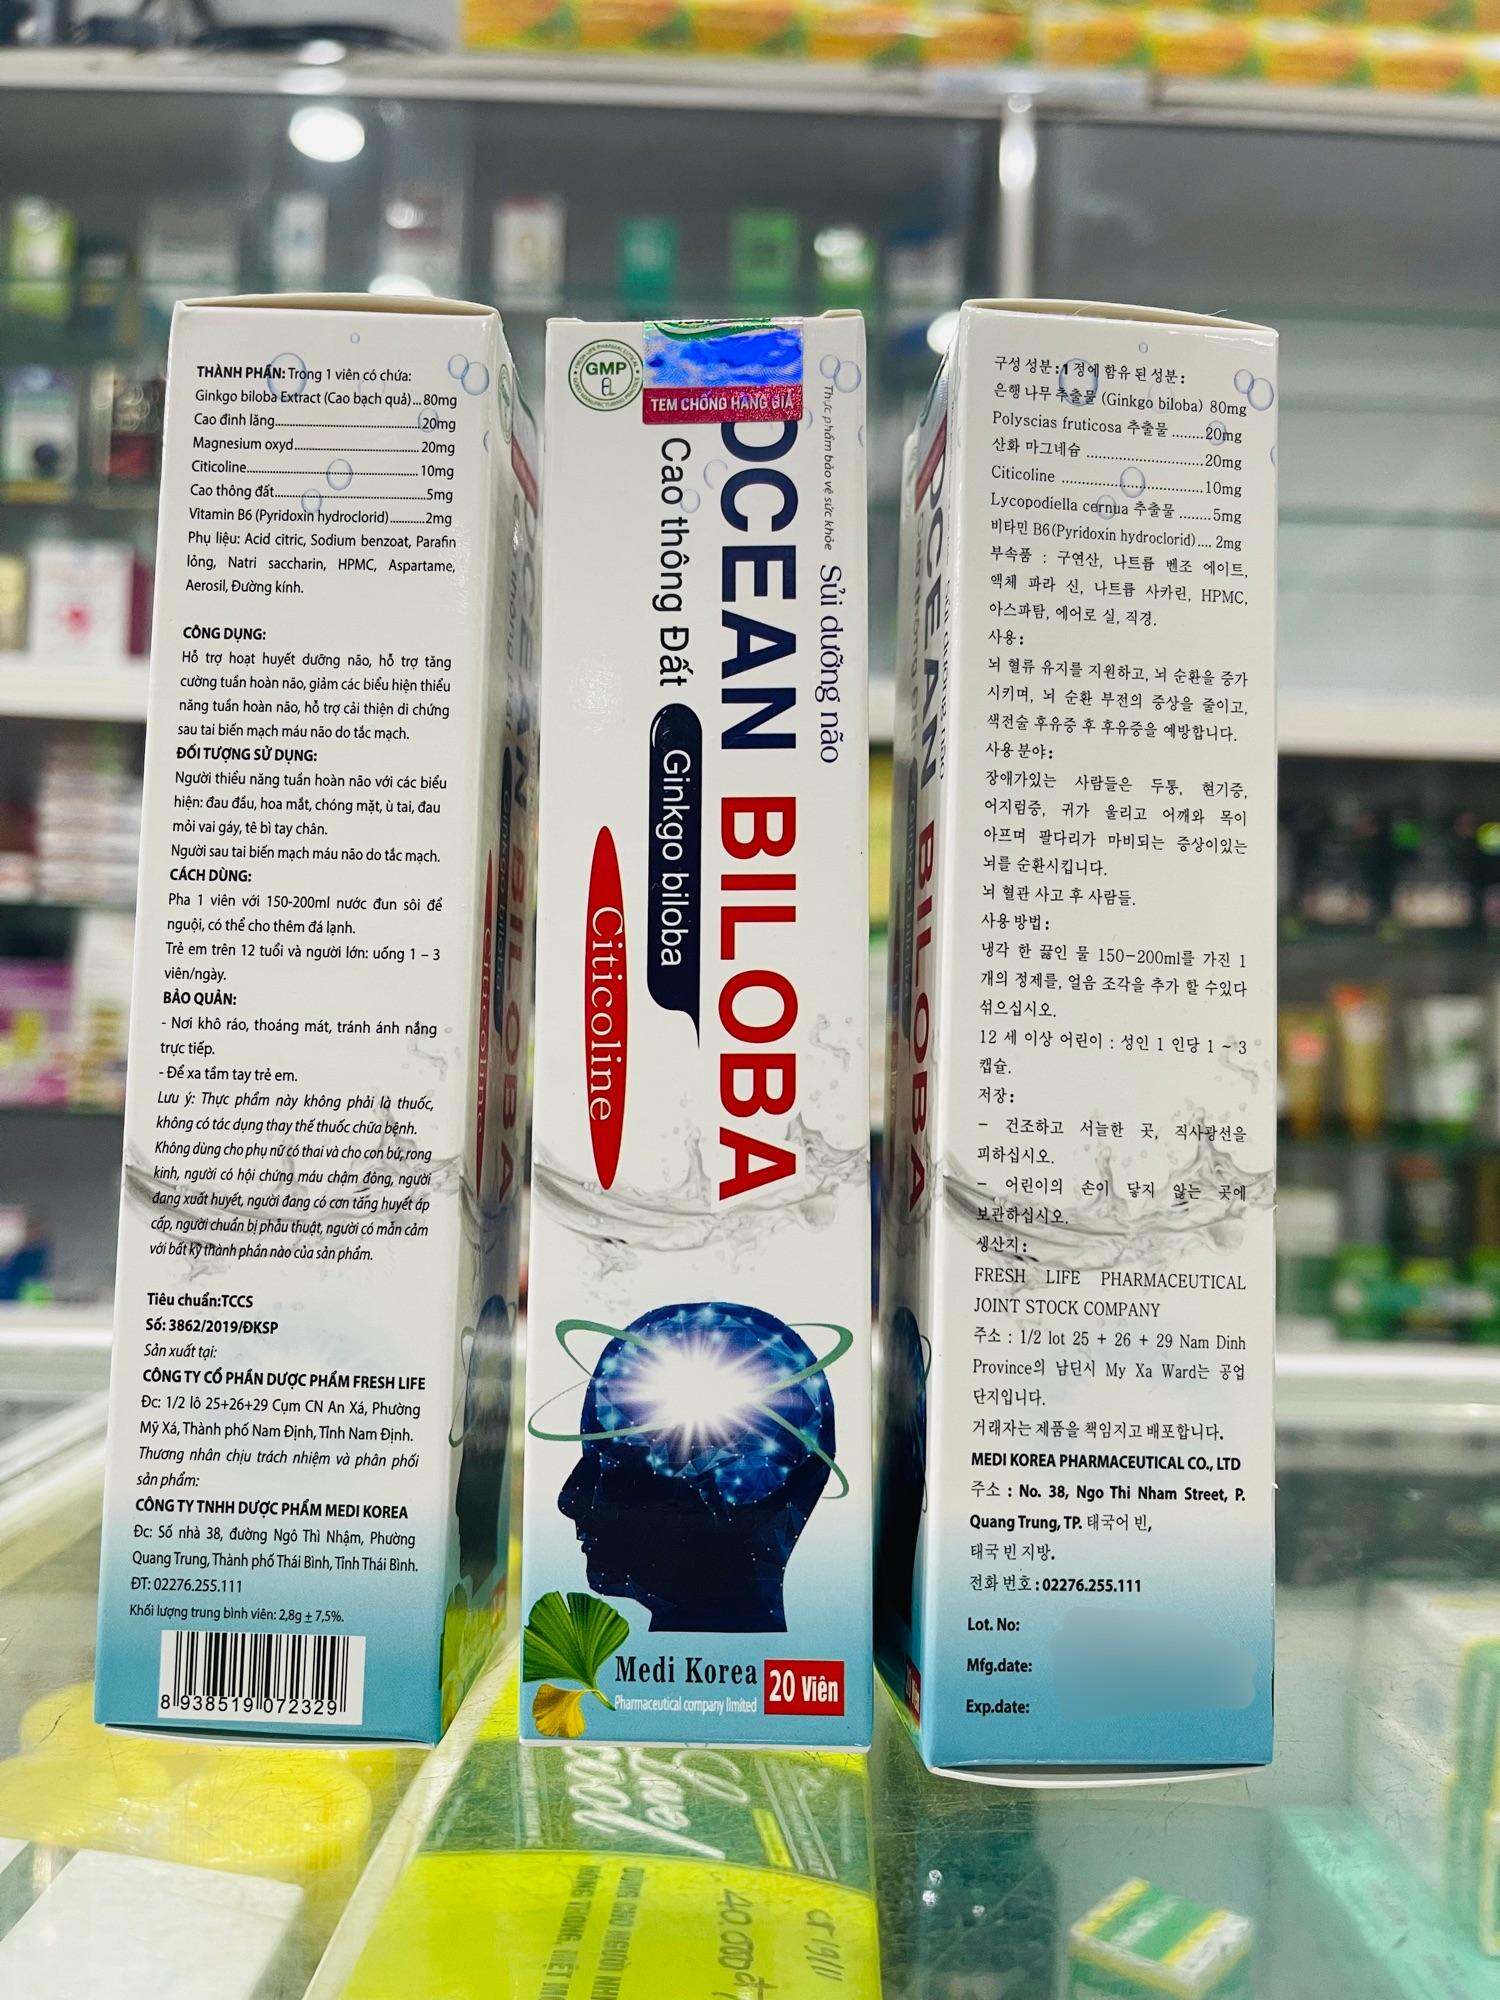 THÀNH PHẦN: Trong 1 viên có chứa:
Ginkgo biloba Extract (Cao bạch quả)...80mg
Cao đinh lăng........................20mg
Magnesium oxyd........................20mg
Citicoline........................10mg
Cao thông đất........................5mg
Vitamin B6 (Pyridoxin hydroclorid)............2mg
Phụ liệu: Acid citric, Sodium benzoat, Parafin
lỏng, Natri saccharin, HPMC, Aspartame,
Aerosil, Đường kính.
CÔNG DỤNG:
Hỗ trợ hoạt huyết dưỡng não, hỗ trợ tăng
cường tuần hoàn não, giảm các biểu hiện thiểu
năng tuần hoàn não, hỗ trợ cải thiện di chứng
sau tai biến mạch máu não do tắc mạch.
ĐỐI TƯỢNG SỬ DỤNG:
Người thiểu năng tuần hoàn não với các biểu
hiện: đau đầu, hoa mắt, chóng mặt, ù tai, đau
mỏi vai gáy, tê bì tay chân.
Người sau tai biến mạch máu não do tắc mạch.
CÁCH DÙNG:
Pha 1 viên với 150-200ml nước đun sôi để
nguội, có thể cho thêm đá lạnh.
Trẻ em trên 12 tuổi và người lớn: uống 1 – 3
viên/ngày.
BẢO QUẢN:
- Nơi khô ráo, thoáng mát, tránh ánh nắng
trực tiếp.
- Để xa tầm tay trẻ em.
Lưu ý: Thực phẩm này không phải là thuốc,
không có tác dụng thay thế thuốc chữa bệnh.
Không dùng cho phụ nữ có thai và cho con bú, rong
kinh, người có hội chứng máu chậm đông, người
đang xuất huyết, người đang có cơn tăng huyết áp
cấp, người chuẩn bị phẫu thuật, người có mẫn cảm
với bất kỳ thành phần nào của sản phẩm.
Tiêu chuẩn:TCCS
Số: 3862/2019/ĐKSP
Sản xuất tại:
CÔNG TY CỔ PHẦN DƯỢC PHẨM FRESH LIFE
Đc: 1/2 lô 25+26+29 Cụm CN An Xá, Phường
Mỹ Xá, Thành phố Nam Định, Tỉnh Nam Định.
Thương nhân chịu trách nhiệm và phân phối
sản phẩm:
CÔNG TY TNHH DƯỢC PHẨM MEDI KOREA
Đc: Số nhà 38, đường Ngô Thì Nhậm, Phường
Quang Trung, Thành phố Thái Bình, Tỉnh Thái Bình.
ĐT: 02276.255.111
Khối lượng trung bình viên: 2,8g ± 7,5%.
8 938519 072329
GMP
TEM CHỐNG HÀNG GIẢ
Thực phẩm bảo vệ sức khỏe
Sủi dưỡng não
OCEAN BILOBA
Cao thông Đất
Ginkgo biloba
Citicoline
Medi Korea
Pharmaceutical company limited
20 Viên
구성 성분:1 정에 함유 된 성분:
은행 나무 추출물 (Ginkgo biloba) 80mg
Polyscias fruticosa 추출물 ........20mg
산화 마그네슘 ........................20mg
Citicoline ........................10mg
Lycopodiella cernua 추출물 ........5mg
비타민 B6(Pyridoxin hydroclorid).... 2mg
부속품 : 구연산, 나트륨 벤조 에이트,
액체 파라 신, 나트륨 사카린, HPMC,
아스파탐, 에어로 실, 직경.
사용:
뇌 혈류 유지를 지원하고, 뇌 순환을 증가
시키며, 뇌 순환 부전의 증상을 줄이고,
색전술 후유증 후 후유증을 예방합니다.
사용 분야:
장애가있는 사람들은 두통, 현기증,
어지럼증, 귀가 울리고 어깨와 목이
아프며 팔다리가 마비되는 증상이있는
뇌를 순환시킵니다.
뇌 혈관 사고 후 사람들.
사용 방법:
냉각 한 끓인 물 150-200ml를 가진 1
개의 정제를, 얼음 조각을 추가 할 수있다
섞으십시오.
12 세 이상 어린이 : 성인 1 인당 1 ~ 3
캡슐.
저장:
- 건조하고 서늘한 곳, 직사광선을
피하십시오.
- 어린이의 손이 닿지 않는 곳에
보관하십시오.
생산지:
FRESH LIFE PHARMACEUTICAL
JOINT STOCK COMPANY
주소 : 1/2 lot 25 + 26 + 29 Nam Dinh
Province의 남딘시 My Xa Ward는 공업
단지입니다.
거래자는 제품을 책임지고 배포합니다.
MEDI KOREA PHARMACEUTICAL CO., LTD
주소 : No. 38, Ngo Thi Nham Street, P.
Quang Trung, TP. 태국어 빈,
태국 빈 지방.
전화 번호 : 02276.255.111
Lot. No:
Mfg.date:
Exp.date: